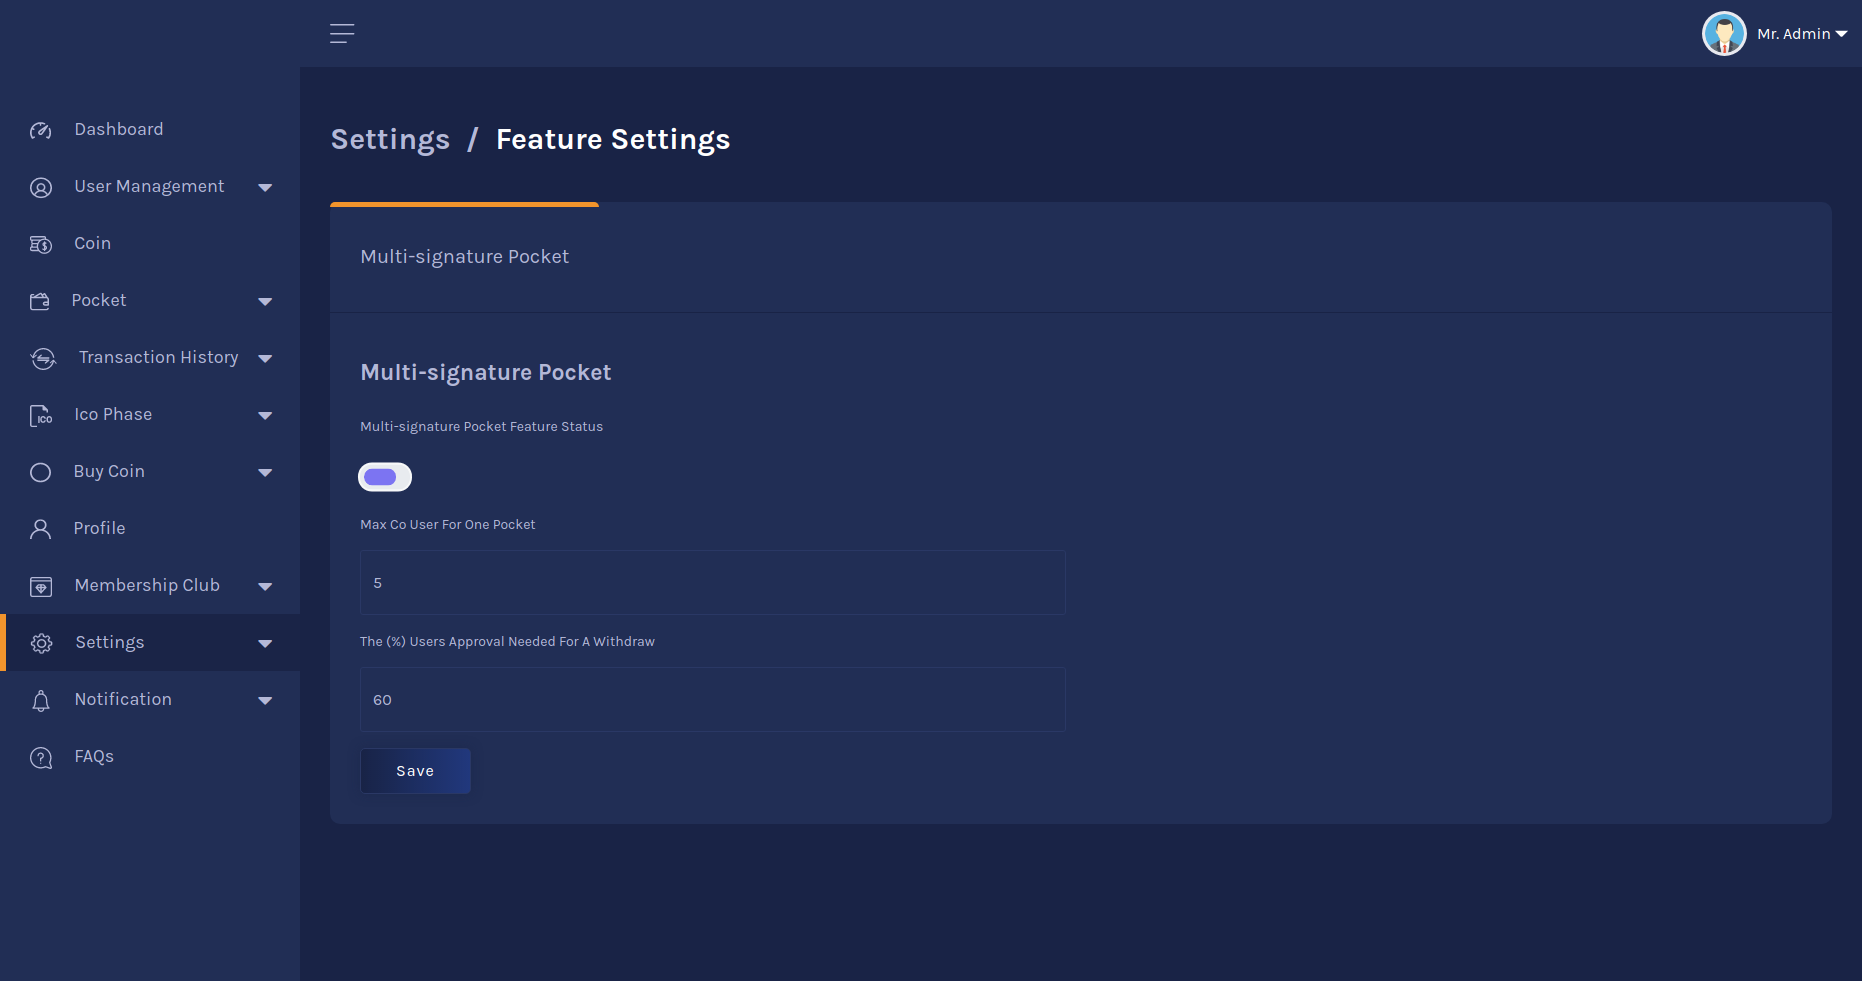 Mr. Admin
Dashboard
User Management
Coin
Pocket
Transaction History
Ico Phase
ICO
Buy Coin
Profile
Membership Club
Settings
Notification
FAQs
Settings / Feature Settings
Multi-signature Pocket
Multi-signature Pocket
Multi-signature Pocket Feature Status
Max Co User For One Pocket
5
The (%) Users Approval Needed For A Withdraw
60
Save